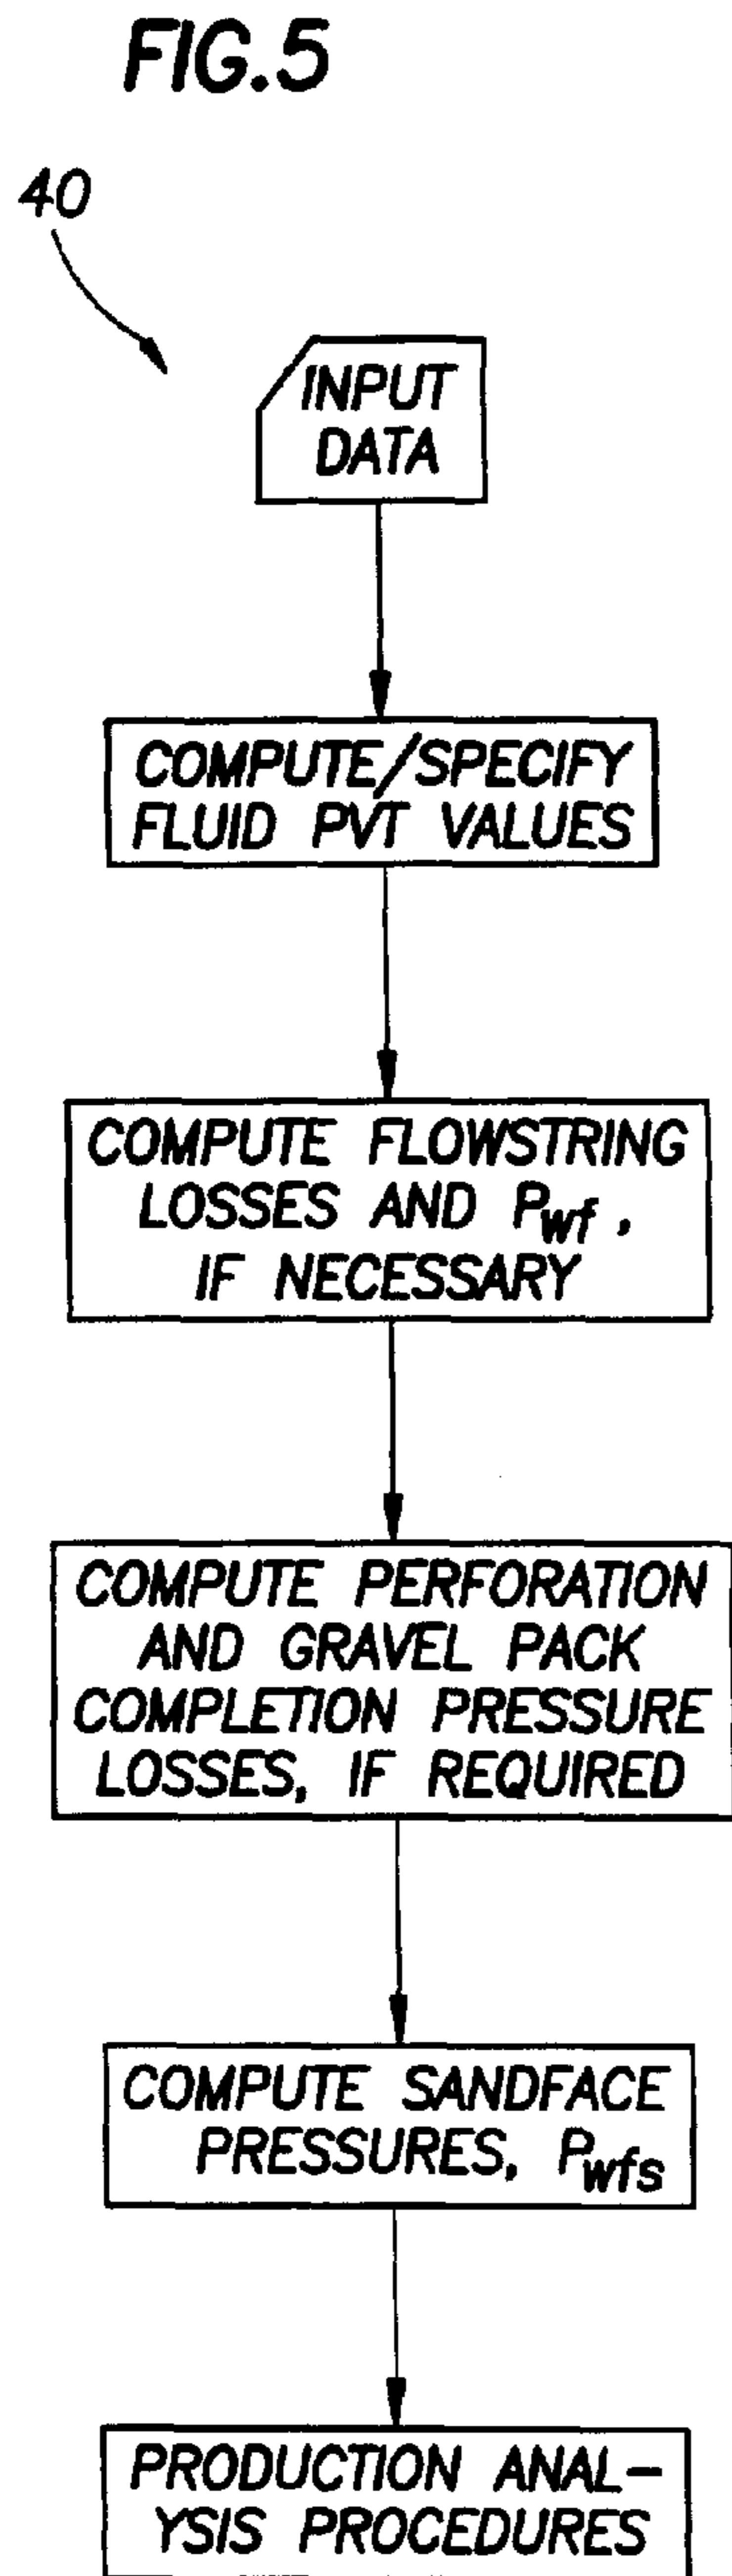 FIG.5
40
INPUT
DATA
COMPUTE/SPECIFY
FLUID PVT VALUES
COMPUTE FLOWSTRING
LOSSES AND Pwf ,
IF NECESSARY
COMPUTE PERFORATION
AND GRAVEL PACK
COMPLETION PRESSURE
LOSSES, IF REQUIRED
COMPUTE SANDFACE
PRESSURES, Pwfs
PRODUCTION ANAL-
YSIS PROCEDURES